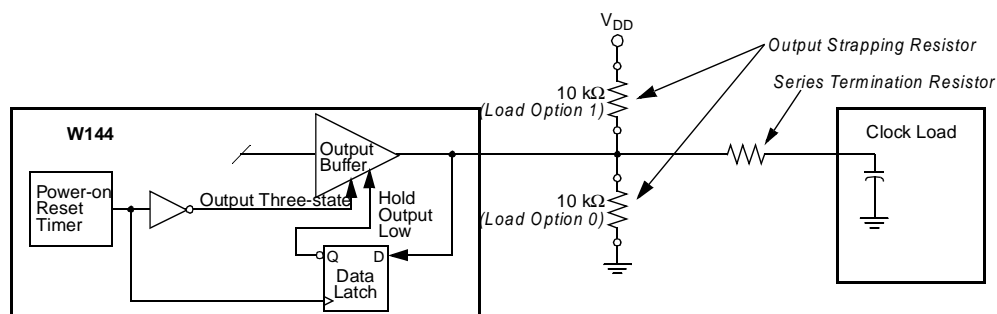 V_DD
Output Strapping Resistor
Series Termination Resistor
10 kΩ
(Load Option 1)
W144
Output
Buffer
Clock Load
Power-on
Reset
Timer
Output Three-state
Hold
Output
Low
10 kΩ
(Load Option 0)
Q D
Data
Latch